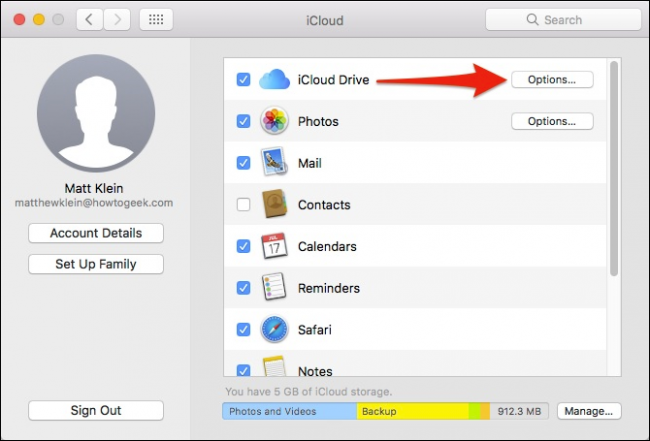 iCloud
Search
Matt Klein
matthewklein@howtogeek.com
Account Details
Set Up Family
Sign Out
iCloud Drive Options...
Photos Options...
Mail
Contacts
JUL
17
Calendars
Reminders
Safari
Notes
You have 5 GB of iCloud storage.
Photos and Videos Backup 912.3 MB Manage...